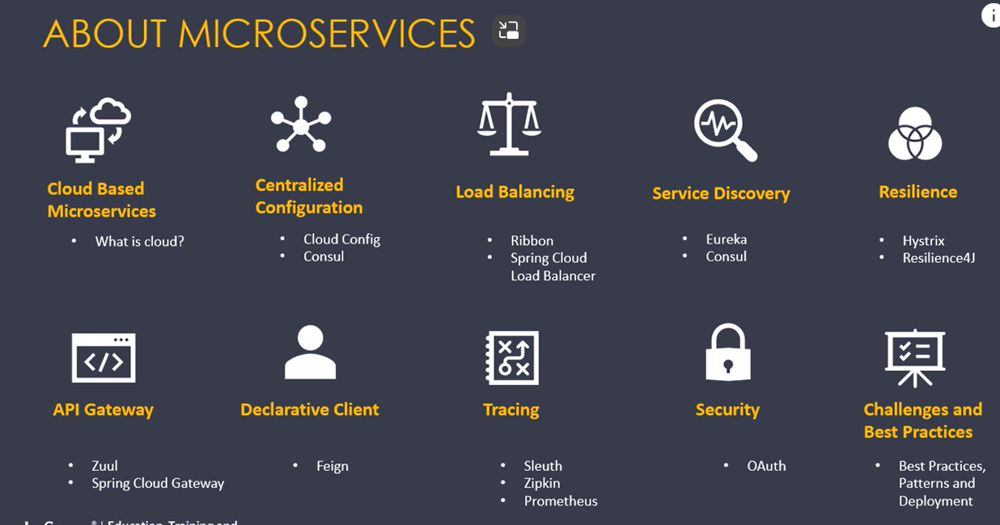 ABOUT MICROSERVICES
Cloud Based
Microservices
• What is cloud?
Centralized
Configuration
• Cloud Config
• Consul
Load Balancing
• Ribbon
• Spring Cloud
Load Balancer
Service Discovery
• Eureka
• Consul
Resilience
• Hystrix
• Resilience4J
API Gateway
• Zuul
• Spring Cloud Gateway
Declarative Client
• Feign
Tracing
• Sleuth
• Zipkin
• Prometheus
Security
• OAuth
Challenges and
Best Practices
• Best Practices,
Patterns and
Deployment
Education, Training and